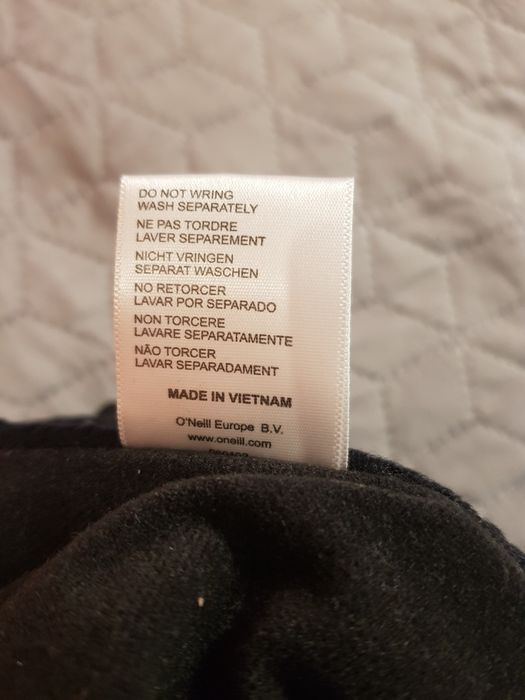 DO NOT WRING
WASH SEPARATELY
NE PAS TORDRE
LAVER SEPAREMENT
NICHT VRINGEN
SEPARAT WASCHEN
NO RETORCER
LAVAR POR SEPARADO
NON TORCERE
LAVARE SEPARATAMENTE
NÃO TORCER
LAVAR SEPARADAMENT
MADE IN VIETNAM
O'Neill Europe B.V.
www.oneill.com